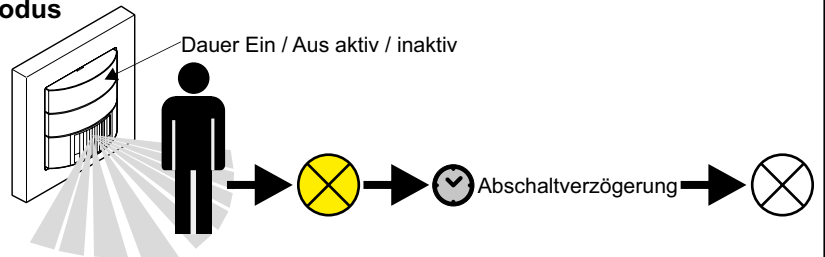 odus
Dauer Ein / Aus aktiv / inaktiv
Abschaltverzögerung